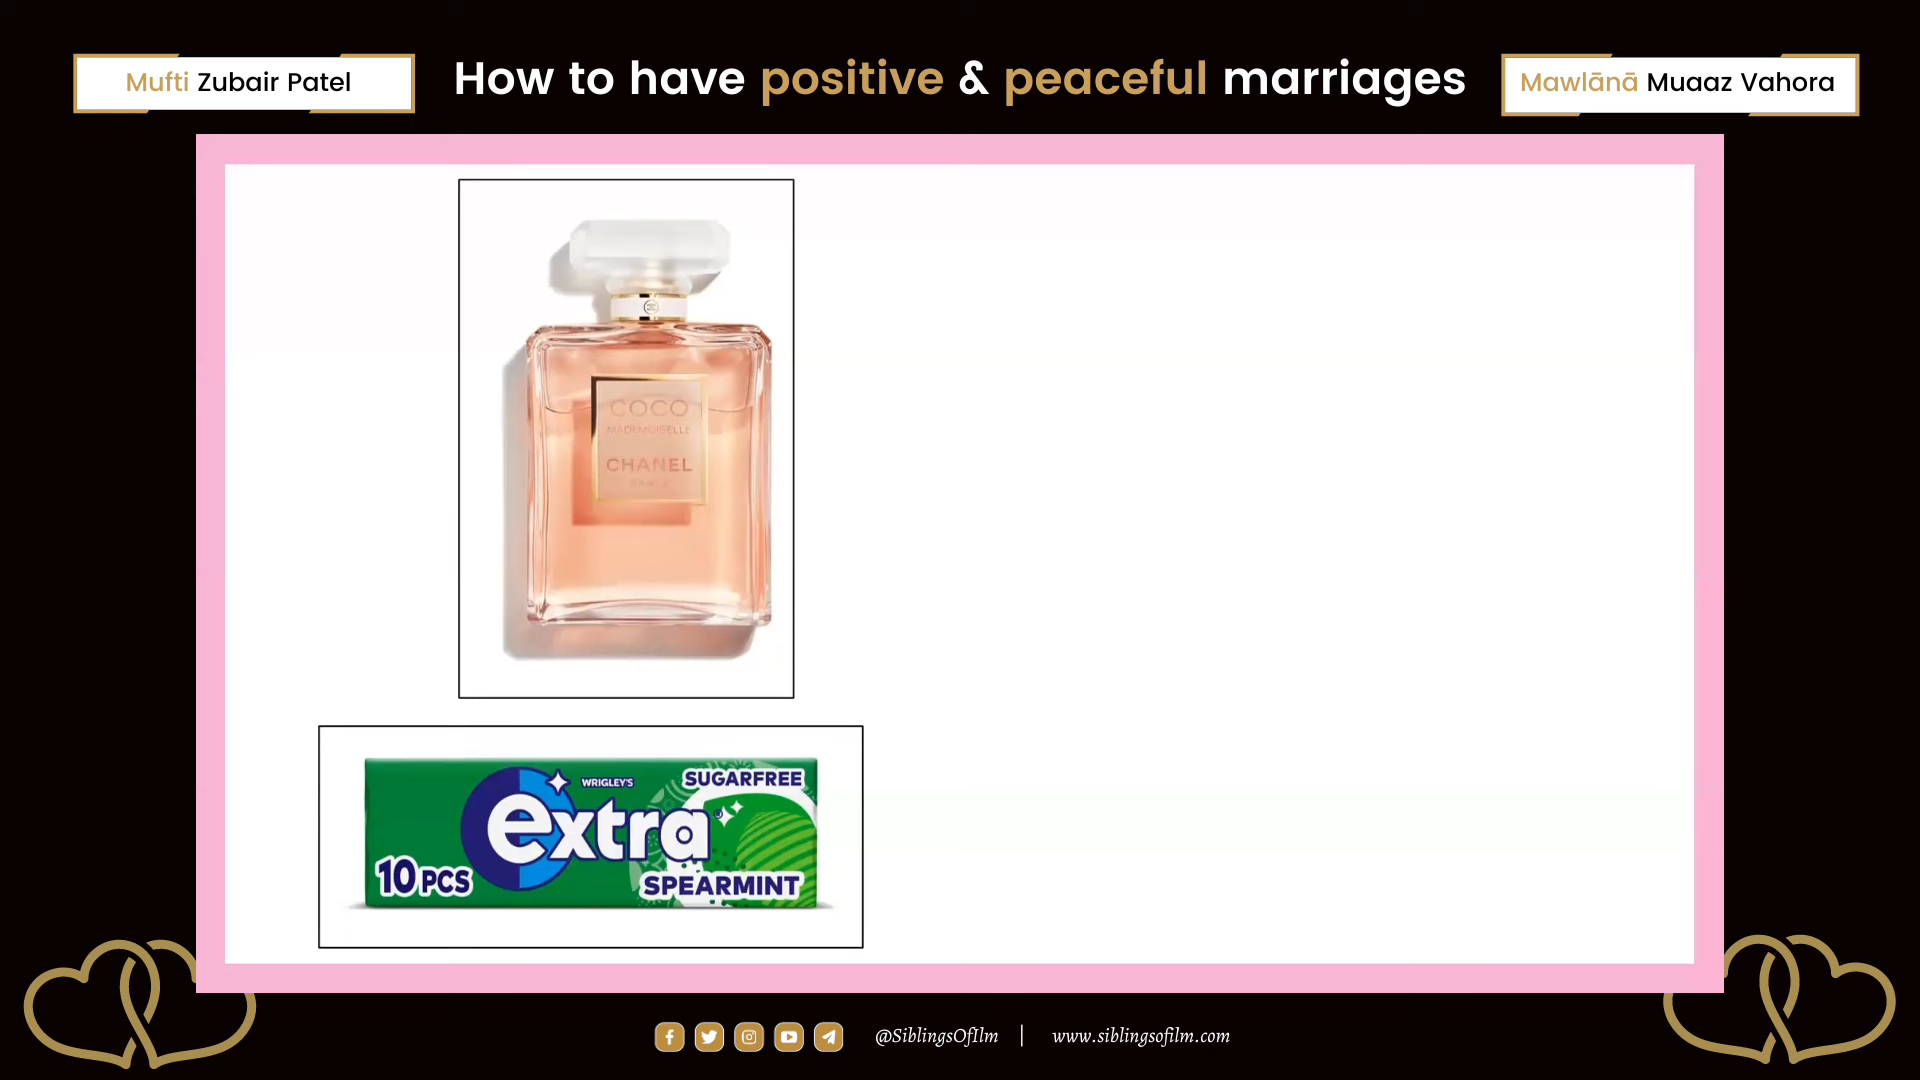 Mufti Zubair Patel
How to have positive & peaceful marriages
Mawlānā Muaaz Vahora
COCO
MADEMOISELLE
CHANEL
PARIS
WRIGLEY'S
SUGARFREE
extra
10 PCS
SPEARMINT
@SiblingsOfIlm | www.siblingsofilm.com